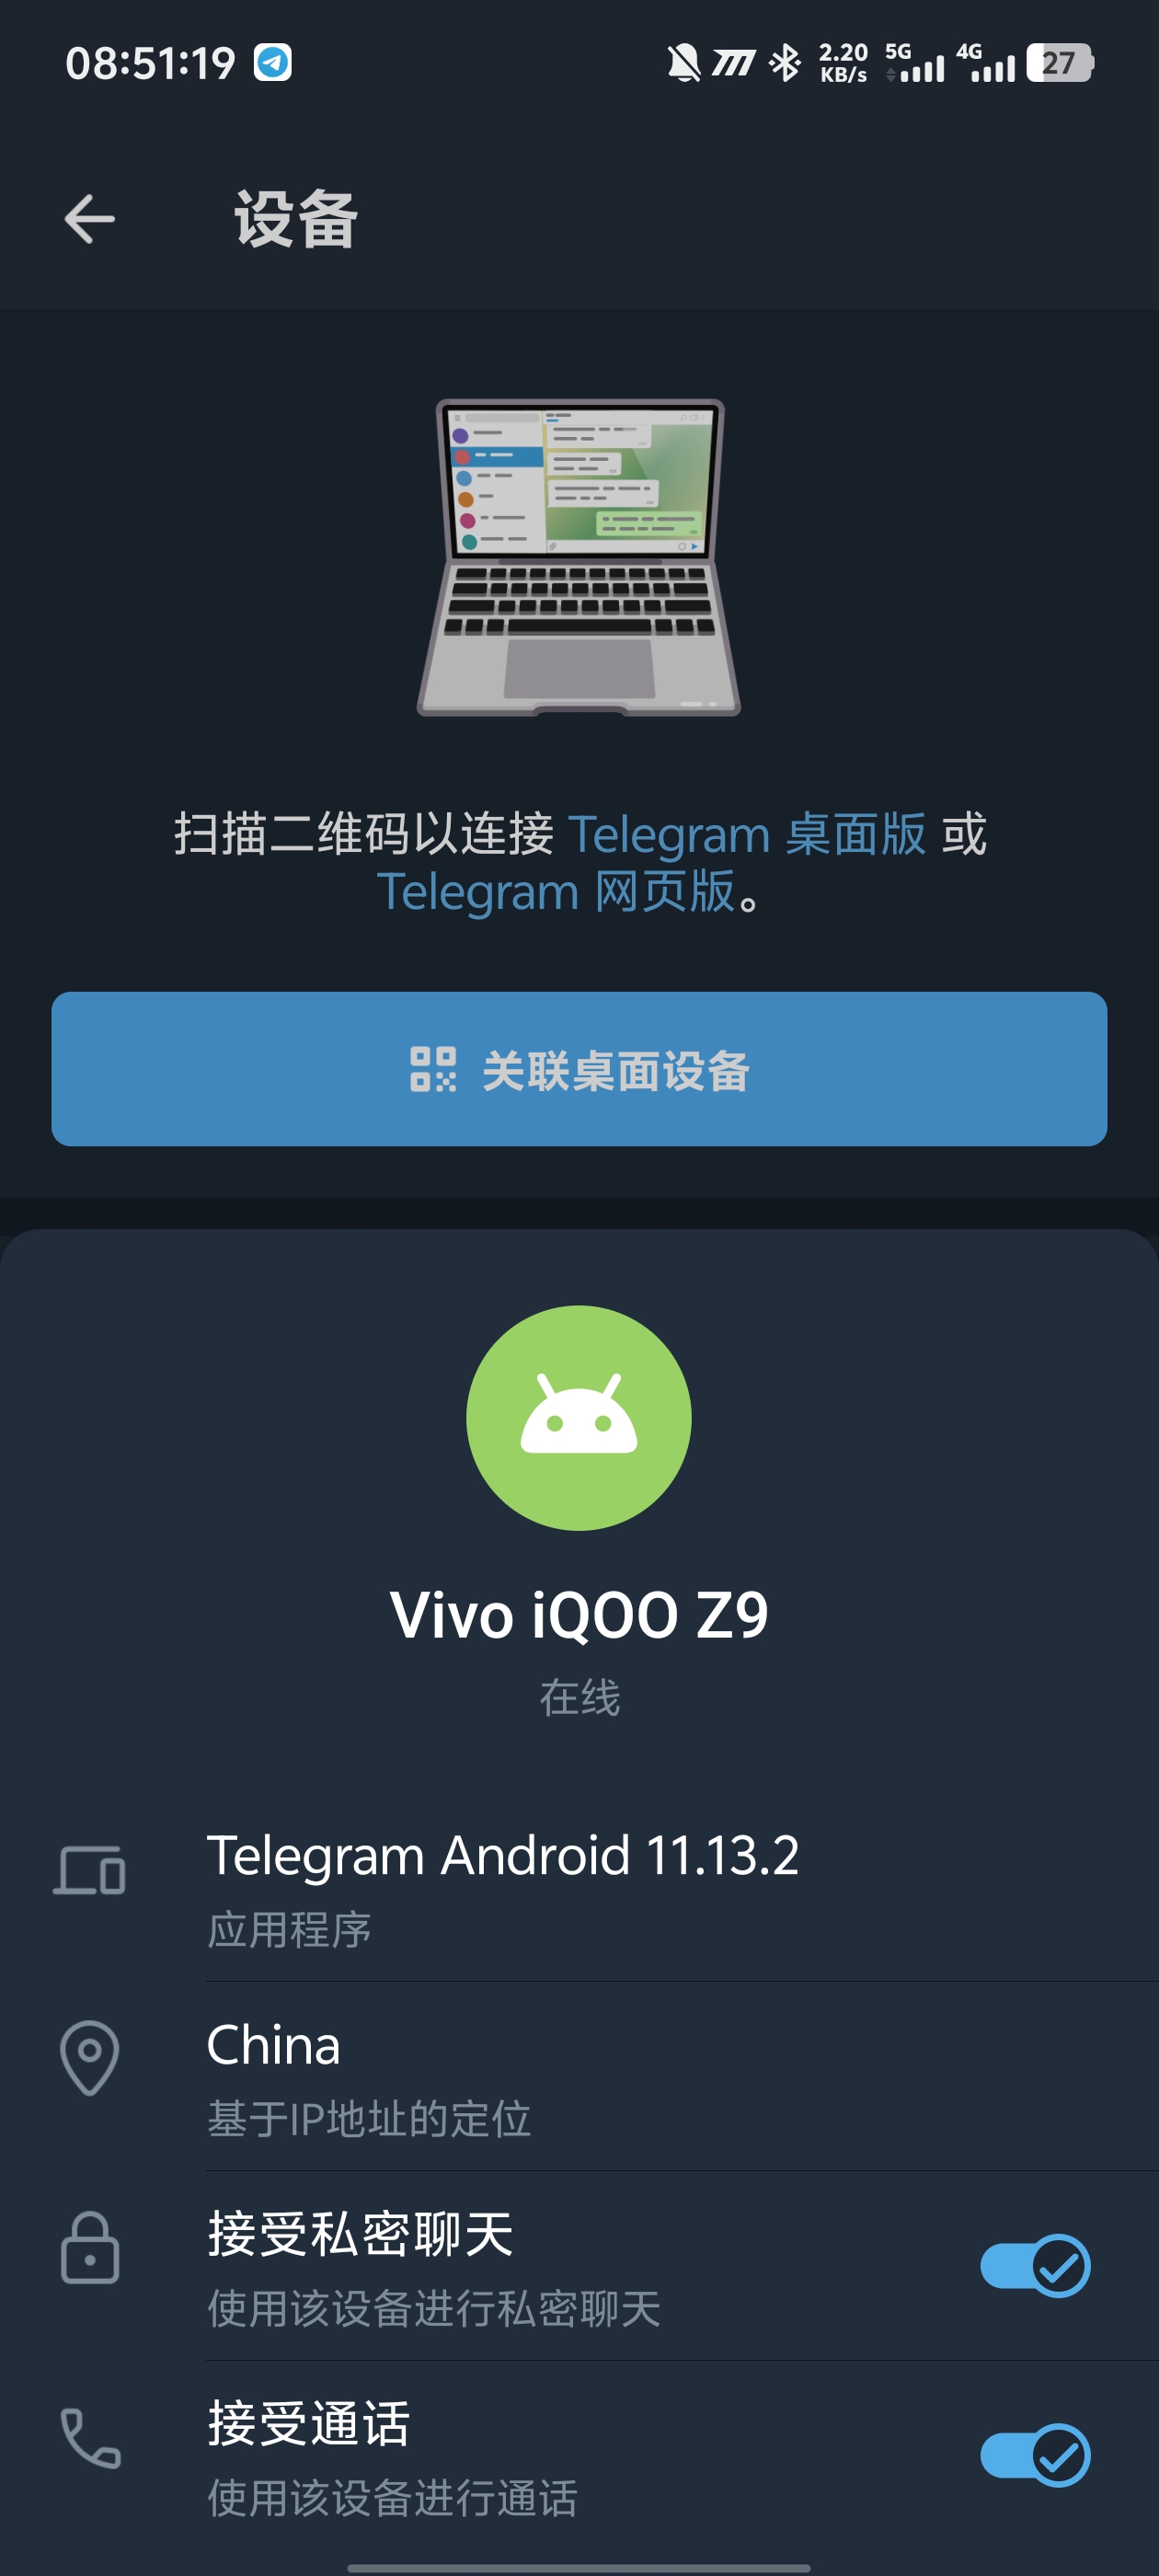 08:51:19
2.20
KB/s
5G
4G
27
设备
扫描二维码以连接 Telegram 桌面版 或
Telegram 网页版。
关联桌面设备
Vivo iQOO Z9
在线
Telegram Android 11.13.2
应用程序
China
基于IP地址的定位
接受私密聊天
使用该设备进行私密聊天
接受通话
使用该设备进行通话